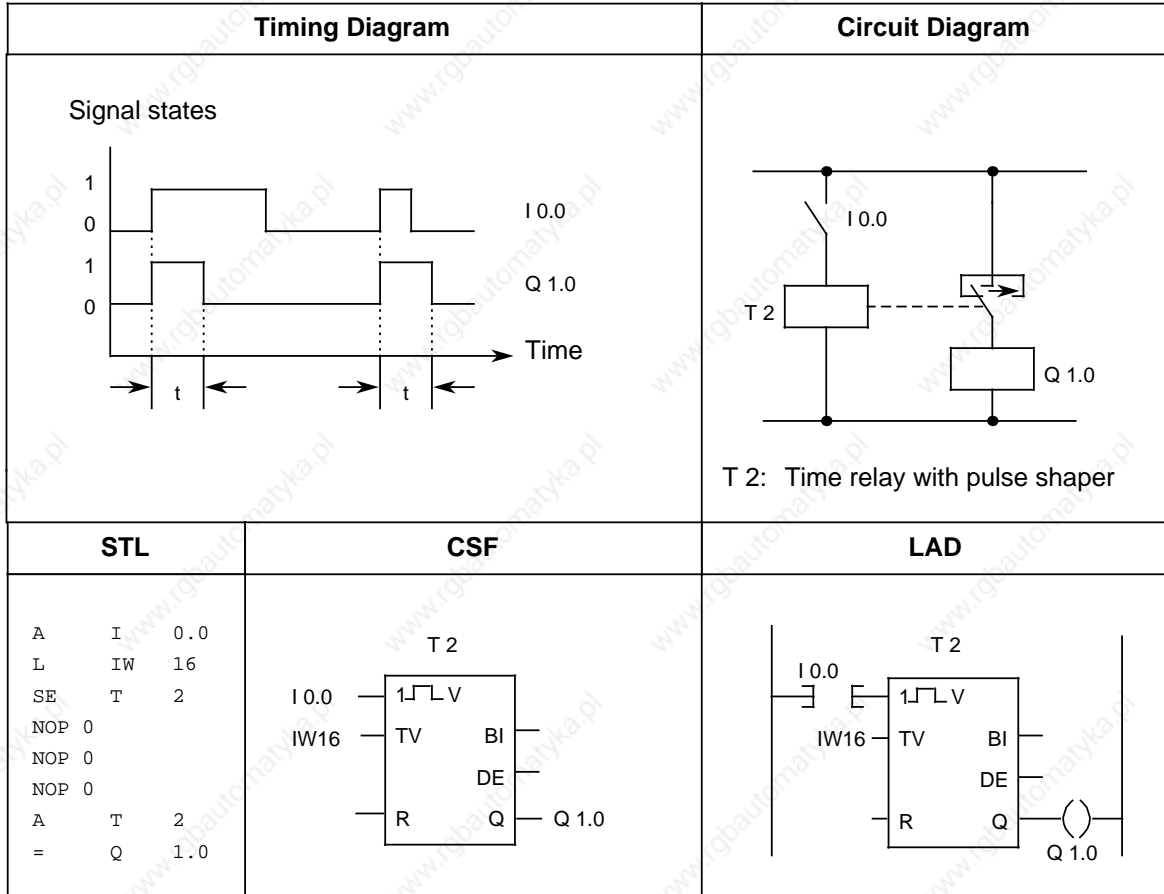 Timing Diagram
Circuit Diagram
Signal states
1
0
I 0.0
1
0
Q 1.0
Time
t
t
I 0.0
T 2
Q 1.0
T 2: Time relay with pulse shaper
STL
CSF
LAD
A I 0.0
L IW 16
SE T 2
NOP 0
NOP 0
NOP 0
A T 2
= Q 1.0
T 2
I 0.0
1 V
IW16
TV
BI
DE
R
Q
Q 1.0
T 2
I 0.0
1 V
IW16
TV
BI
DE
R
Q
Q 1.0
www.rgbautomatyka.pl